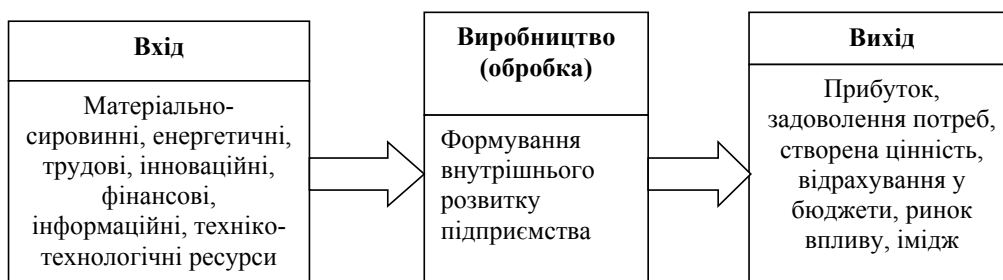 Вхід
Матеріально-
сировинні, енергетичні,
трудові, інноваційні,
фінансові,
інформаційні, техніко-
технологічні ресурси
Виробництво
(обробка)
Формування
внутрішнього
розвитку
підприємства
Вихід
Прибуток,
задоволення потреб,
створена цінність,
відрахування у
бюджети, ринок
впливу, імідж